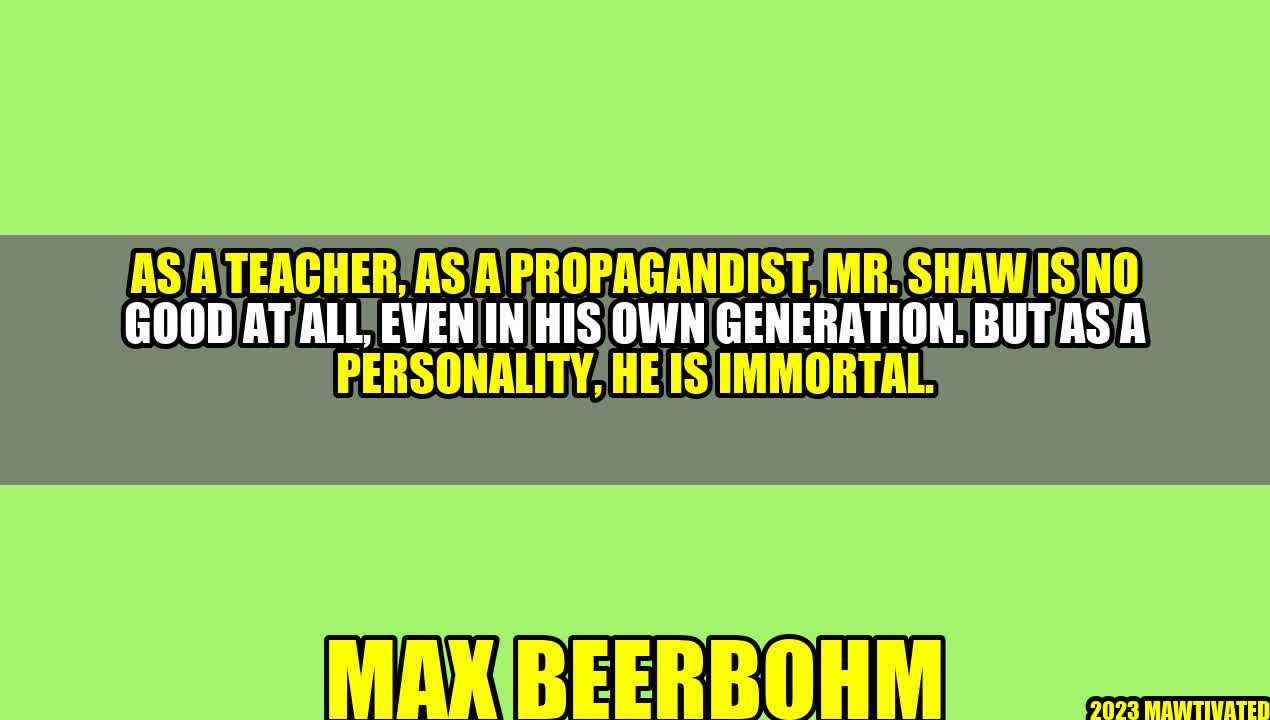 AS A TEACHER, AS A PROPAGANDIST, MR. SHAW IS NO
GOOD AT ALL, EVEN IN HIS OWN GENERATION. BUT AS A
PERSONALITY, HE IS IMMORTAL.
MAX BEERBOHM
2023 MAWTIVATED